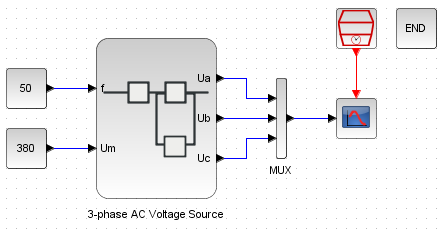 END
50
f
Ua
Ub
380
Um
Uc
MUX
3-phase AC Voltage Source